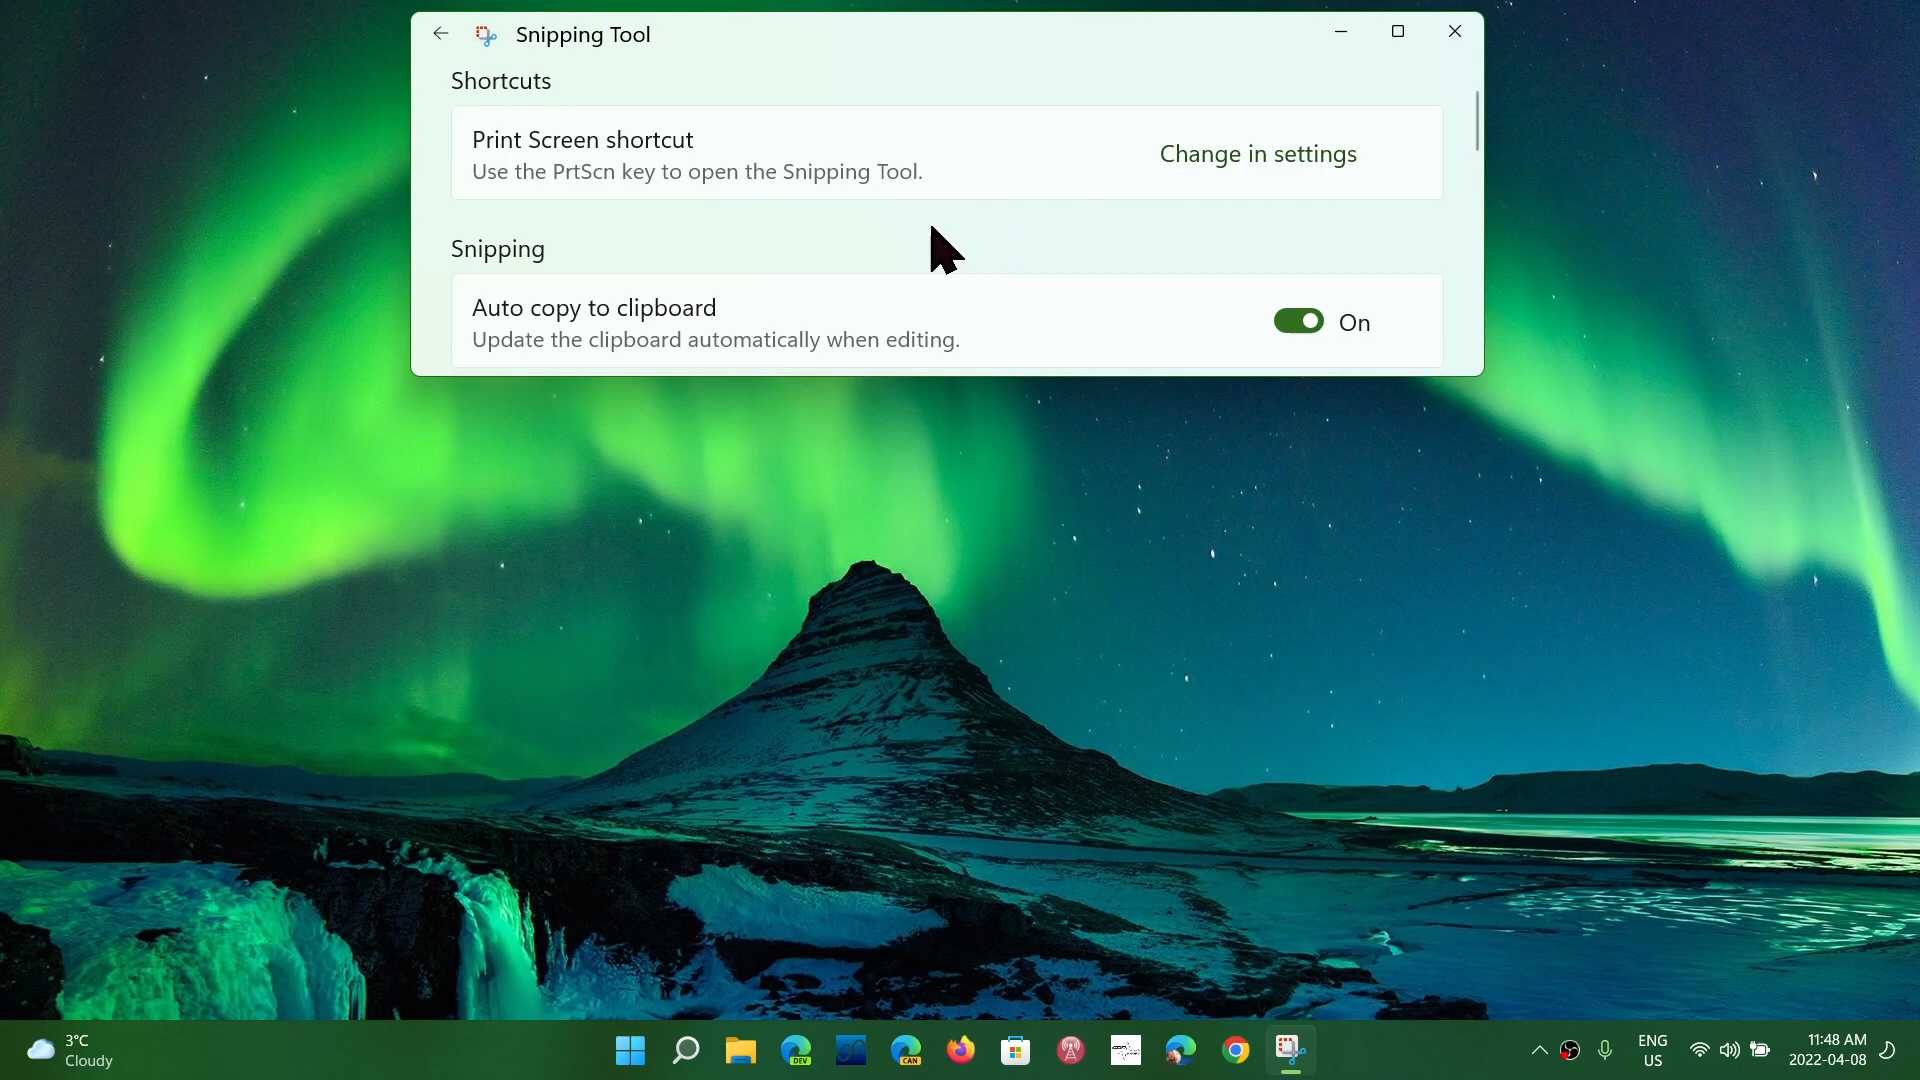 Snipping Tool
Shortcuts
Print Screen shortcut
Use the PrtScn key to open the Snipping Tool.
Change in settings
Snipping
Auto copy to clipboard
Update the clipboard automatically when editing.
On
3°C
Cloudy
DEV
CAN
ENG
US
11:48 AM
2022-04-08